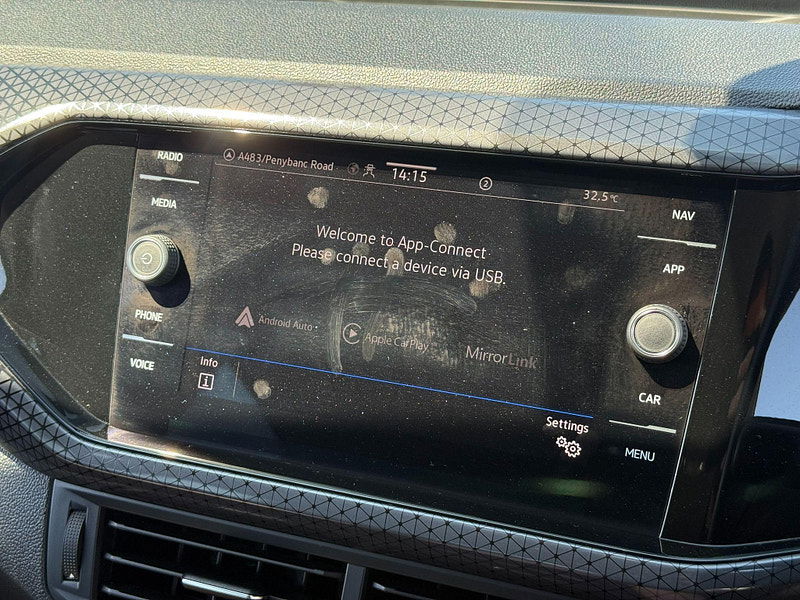 RADIO
MEDIA
PHONE
VOICE
A483/Penybanc Road
14:15
2
32,5°C
Welcome to App-Connect
Please connect a device via USB.
Android Auto
Apple CarPlay
MirrorLink
Info
Settings
NAV
APP
CAR
MENU